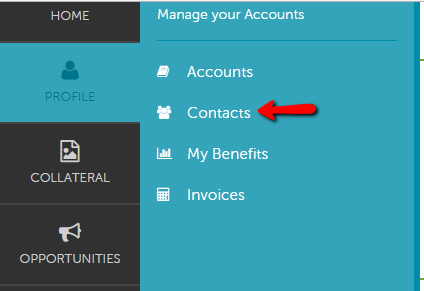 HOME
PROFILE
COLLATERAL
OPPORTUNITIES
Manage your Accounts
Accounts
Contacts
My Benefits
Invoices